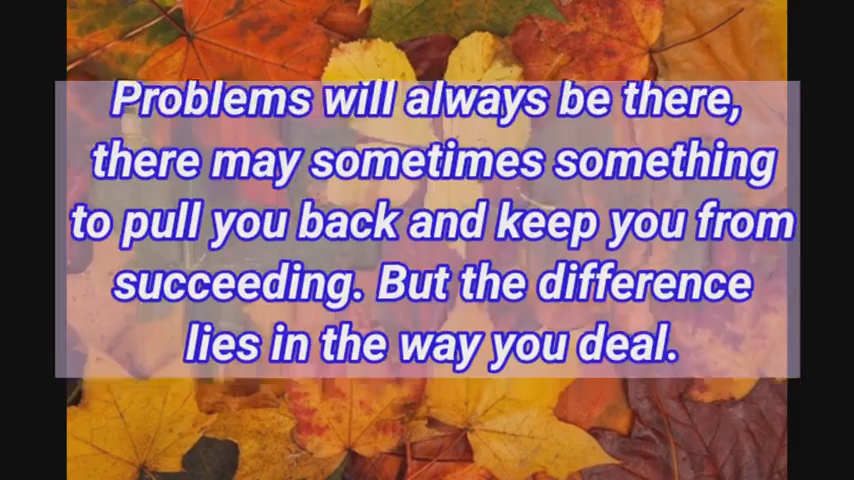 Problems will always be there,
there may sometimes something
to pull you back and keep you from
succeeding. But the difference
lies in the way you deal.